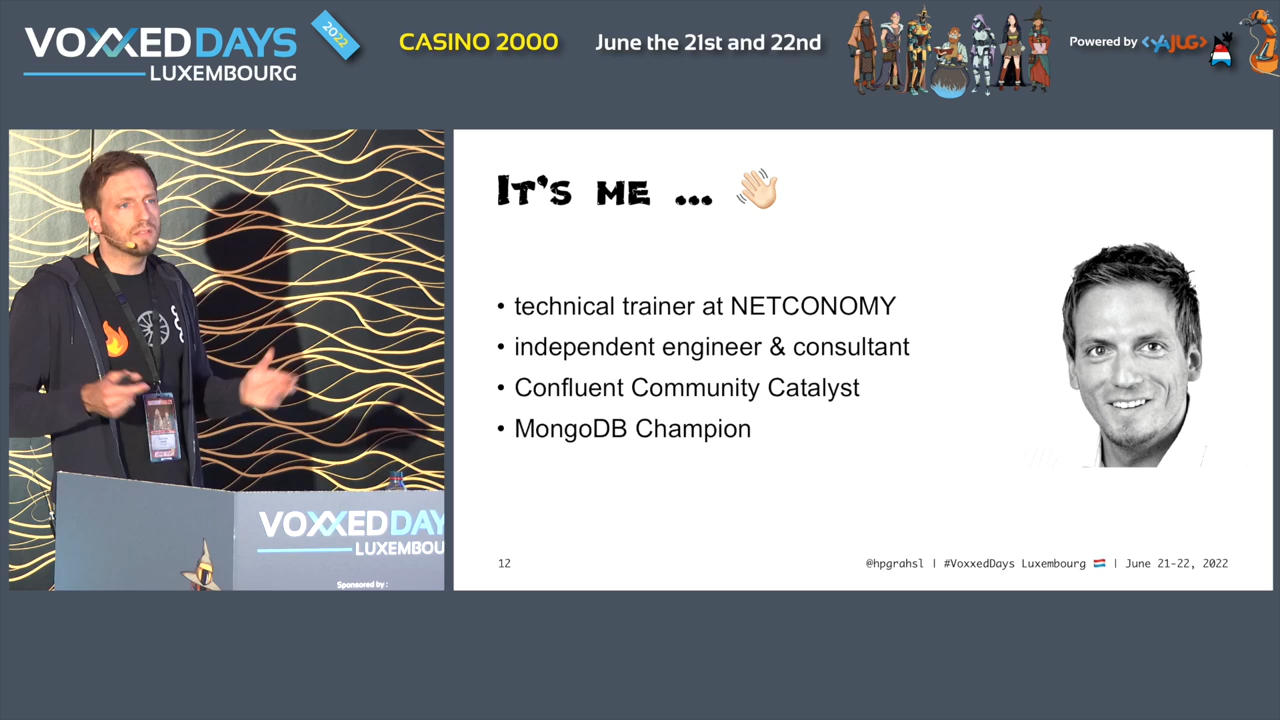 VOXXED DAYS
LUXEMBOURG
2022
CASINO 2000
June the 21st and 22nd
Powered by <YAJUG>
It's me ... 👋🏻
• technical trainer at NETCONOMY
• independent engineer & consultant
• Confluent Community Catalyst
• MongoDB Champion
12
@hpgrahsl | #VoxxedDays Luxembourg 🇱🇺 | June 21-22, 2022
VOXXED DAY
LUXEMBOU
Sponsored by :